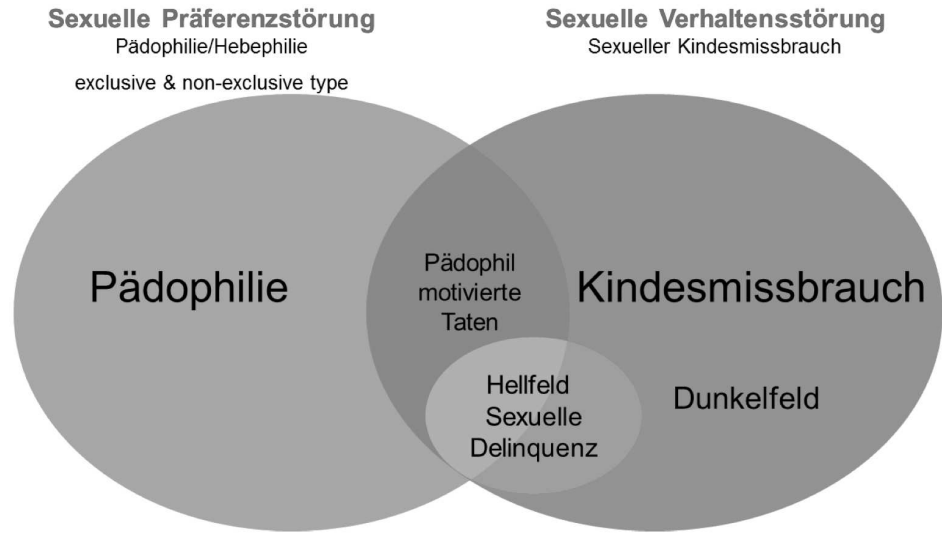 Sexuelle Präferenzstörung
Pädophilie/Hebephilie
exclusive & non-exclusive type
Sexuelle Verhaltensstörung
Sexueller Kindesmissbrauch
Pädophilie
Pädophil
motivierte
Taten
Kindesmissbrauch
Hellfeld
Sexuelle
Delinquenz
Dunkelfeld